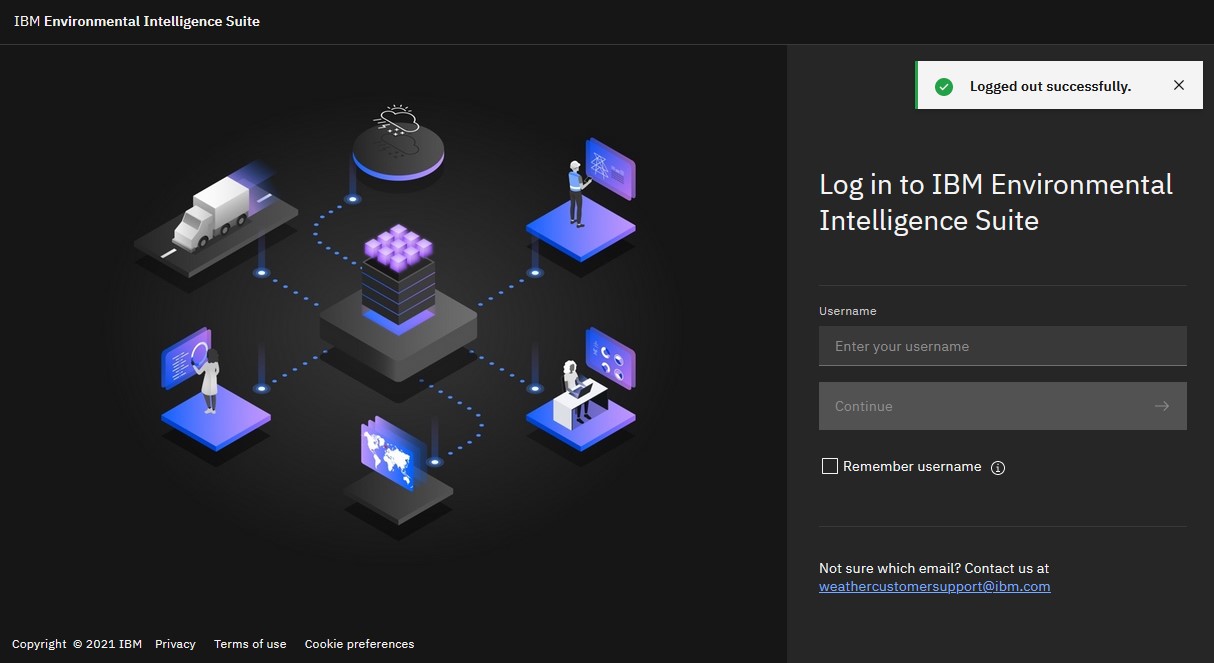 IBM Environmental Intelligence Suite
Logged out successfully.
Log in to IBM Environmental
Intelligence Suite
Username
Enter your username
Continue
Remember username
Not sure which email? Contact us at
weathercustomersupport@ibm.com
Copyright © 2021 IBM Privacy Terms of use Cookie preferences